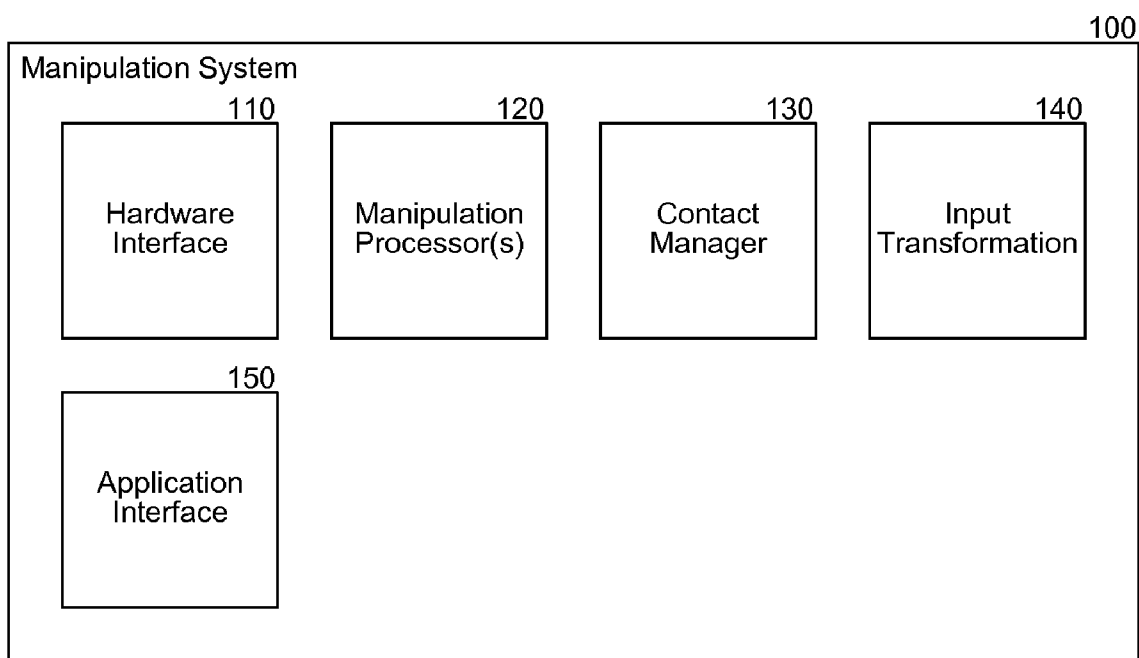 100
Manipulation System
110
Hardware
Interface
120
Manipulation
Processor(s)
130
Contact
Manager
140
Input
Transformation
150
Application
Interface